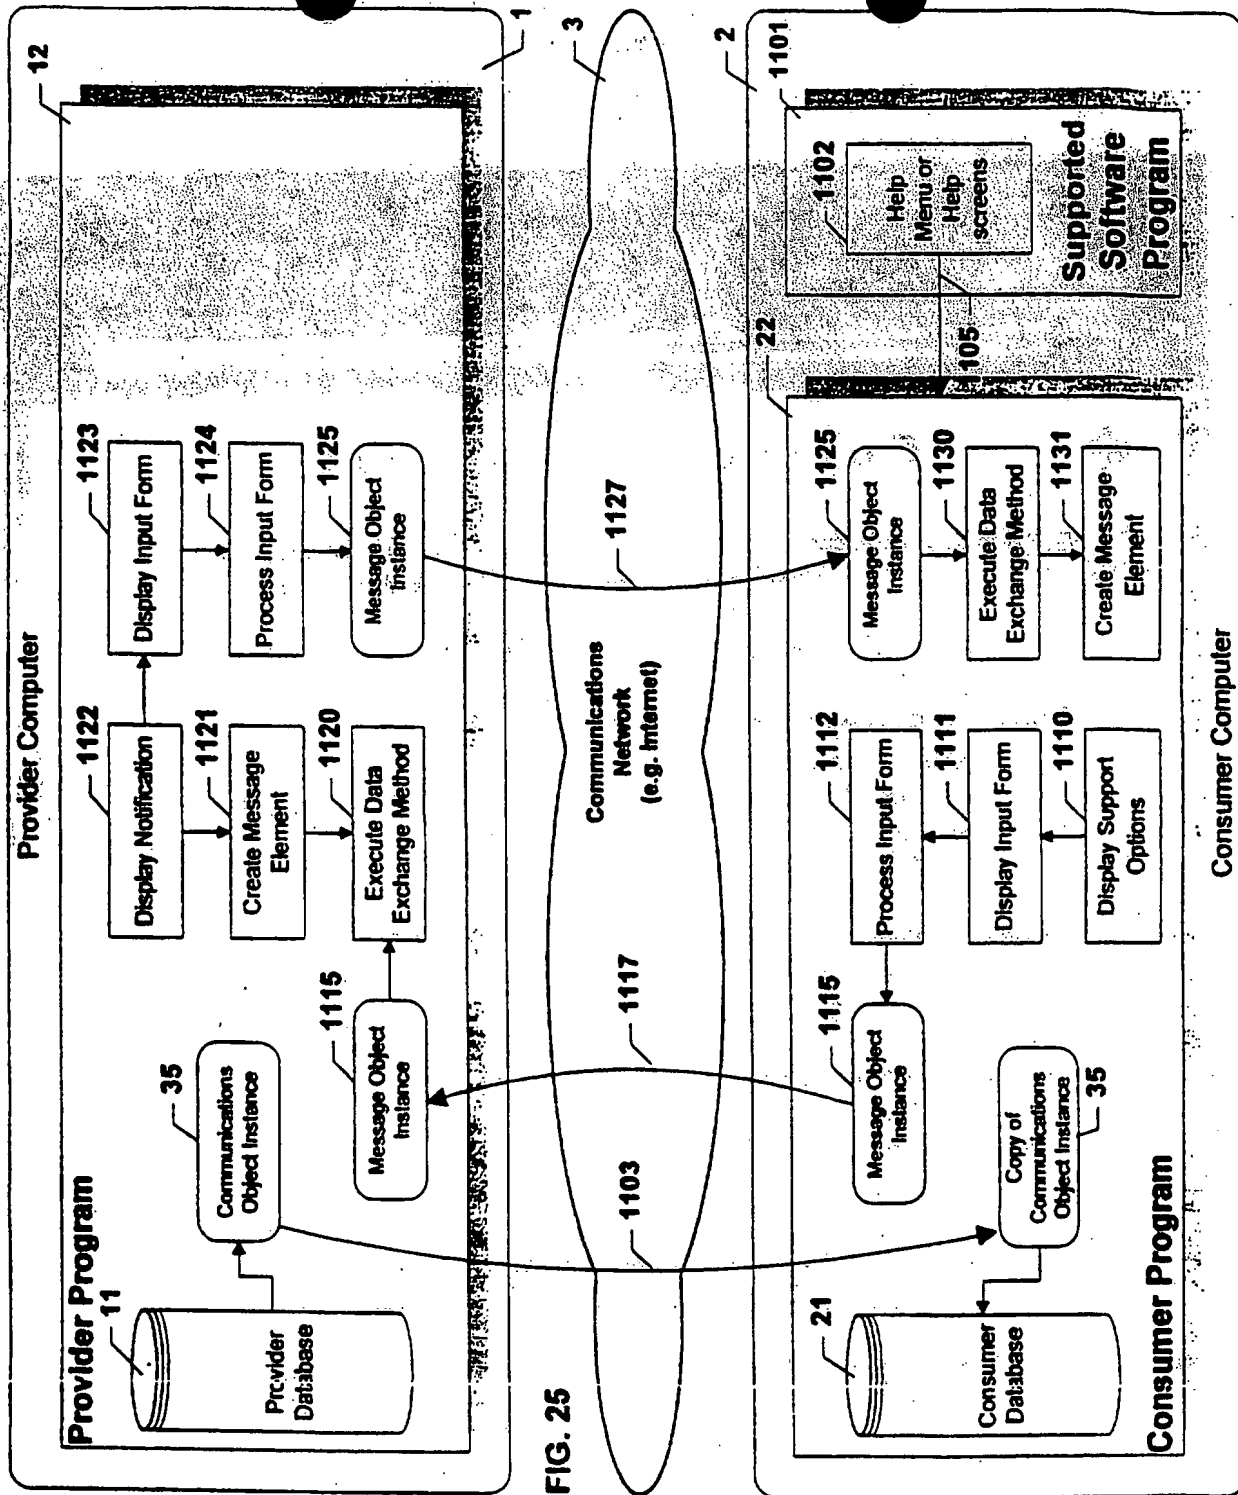 Provider Computer
1
Provider Program
12
11
Provider
Database
35
Communications
Object Instance
1122
Display Notification
1123
Display Input Form
1121
Create Message
Element
1124
Process Input Form
1115
Message Object
Instance
1120
Execute Data
Exchange Method
1125
Message Object
Instance
FIG. 25
3
1103
1117
Communications
Network
(e.g. Internet)
1127
2
22
1101
21
Consumer
Database
1115
Message Object
Instance
1112
Process Input Form
1125
Message Object
Instance
1102
Help
Menu or
Help
screens
1111
Display Input Form
1130
Execute Data
Exchange Method
105
Copy of
Communications
Object Instance
35
1110
Display Support
Options
1131
Create Message
Element
Supported
Software
Program
Consumer Program
Consumer Computer